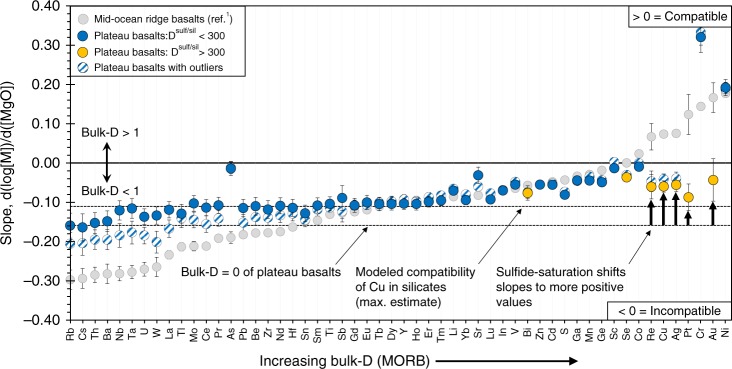 0.40
0.30
0.20
0.10
0.00
−0.10
−0.20
−0.30
−0.40
Slope, d(log[M])/d([MgO])
Mid-ocean ridge basalts (ref.1)
Plateau basalts:Dsulf/sil < 300
Plateau basalts: Dsulf/sil > 300
Plateau basalts with outliers
> 0 = Compatible
Bulk-D > 1
Bulk-D < 1
Bulk-D = 0 of plateau basalts
Modeled compatibility
of Cu in silicates
(max. estimate)
Sulfide-saturation shifts
slopes to more positive
values
< 0 = Incompatible
Rb Cs Th Ba Nb Ta U W La Tl Mo Ce Pr As Pb Be Zr Nd Hf Sn Sm Ti Sb Gd Eu Tb Dy Y Ho Er Tm Li Yb Sr Lu In V Bi Zn Cd S Ga Mn Ge Sc Se Co Re Cu Ag Pt Cr Au Ni
Increasing bulk-D (MORB)